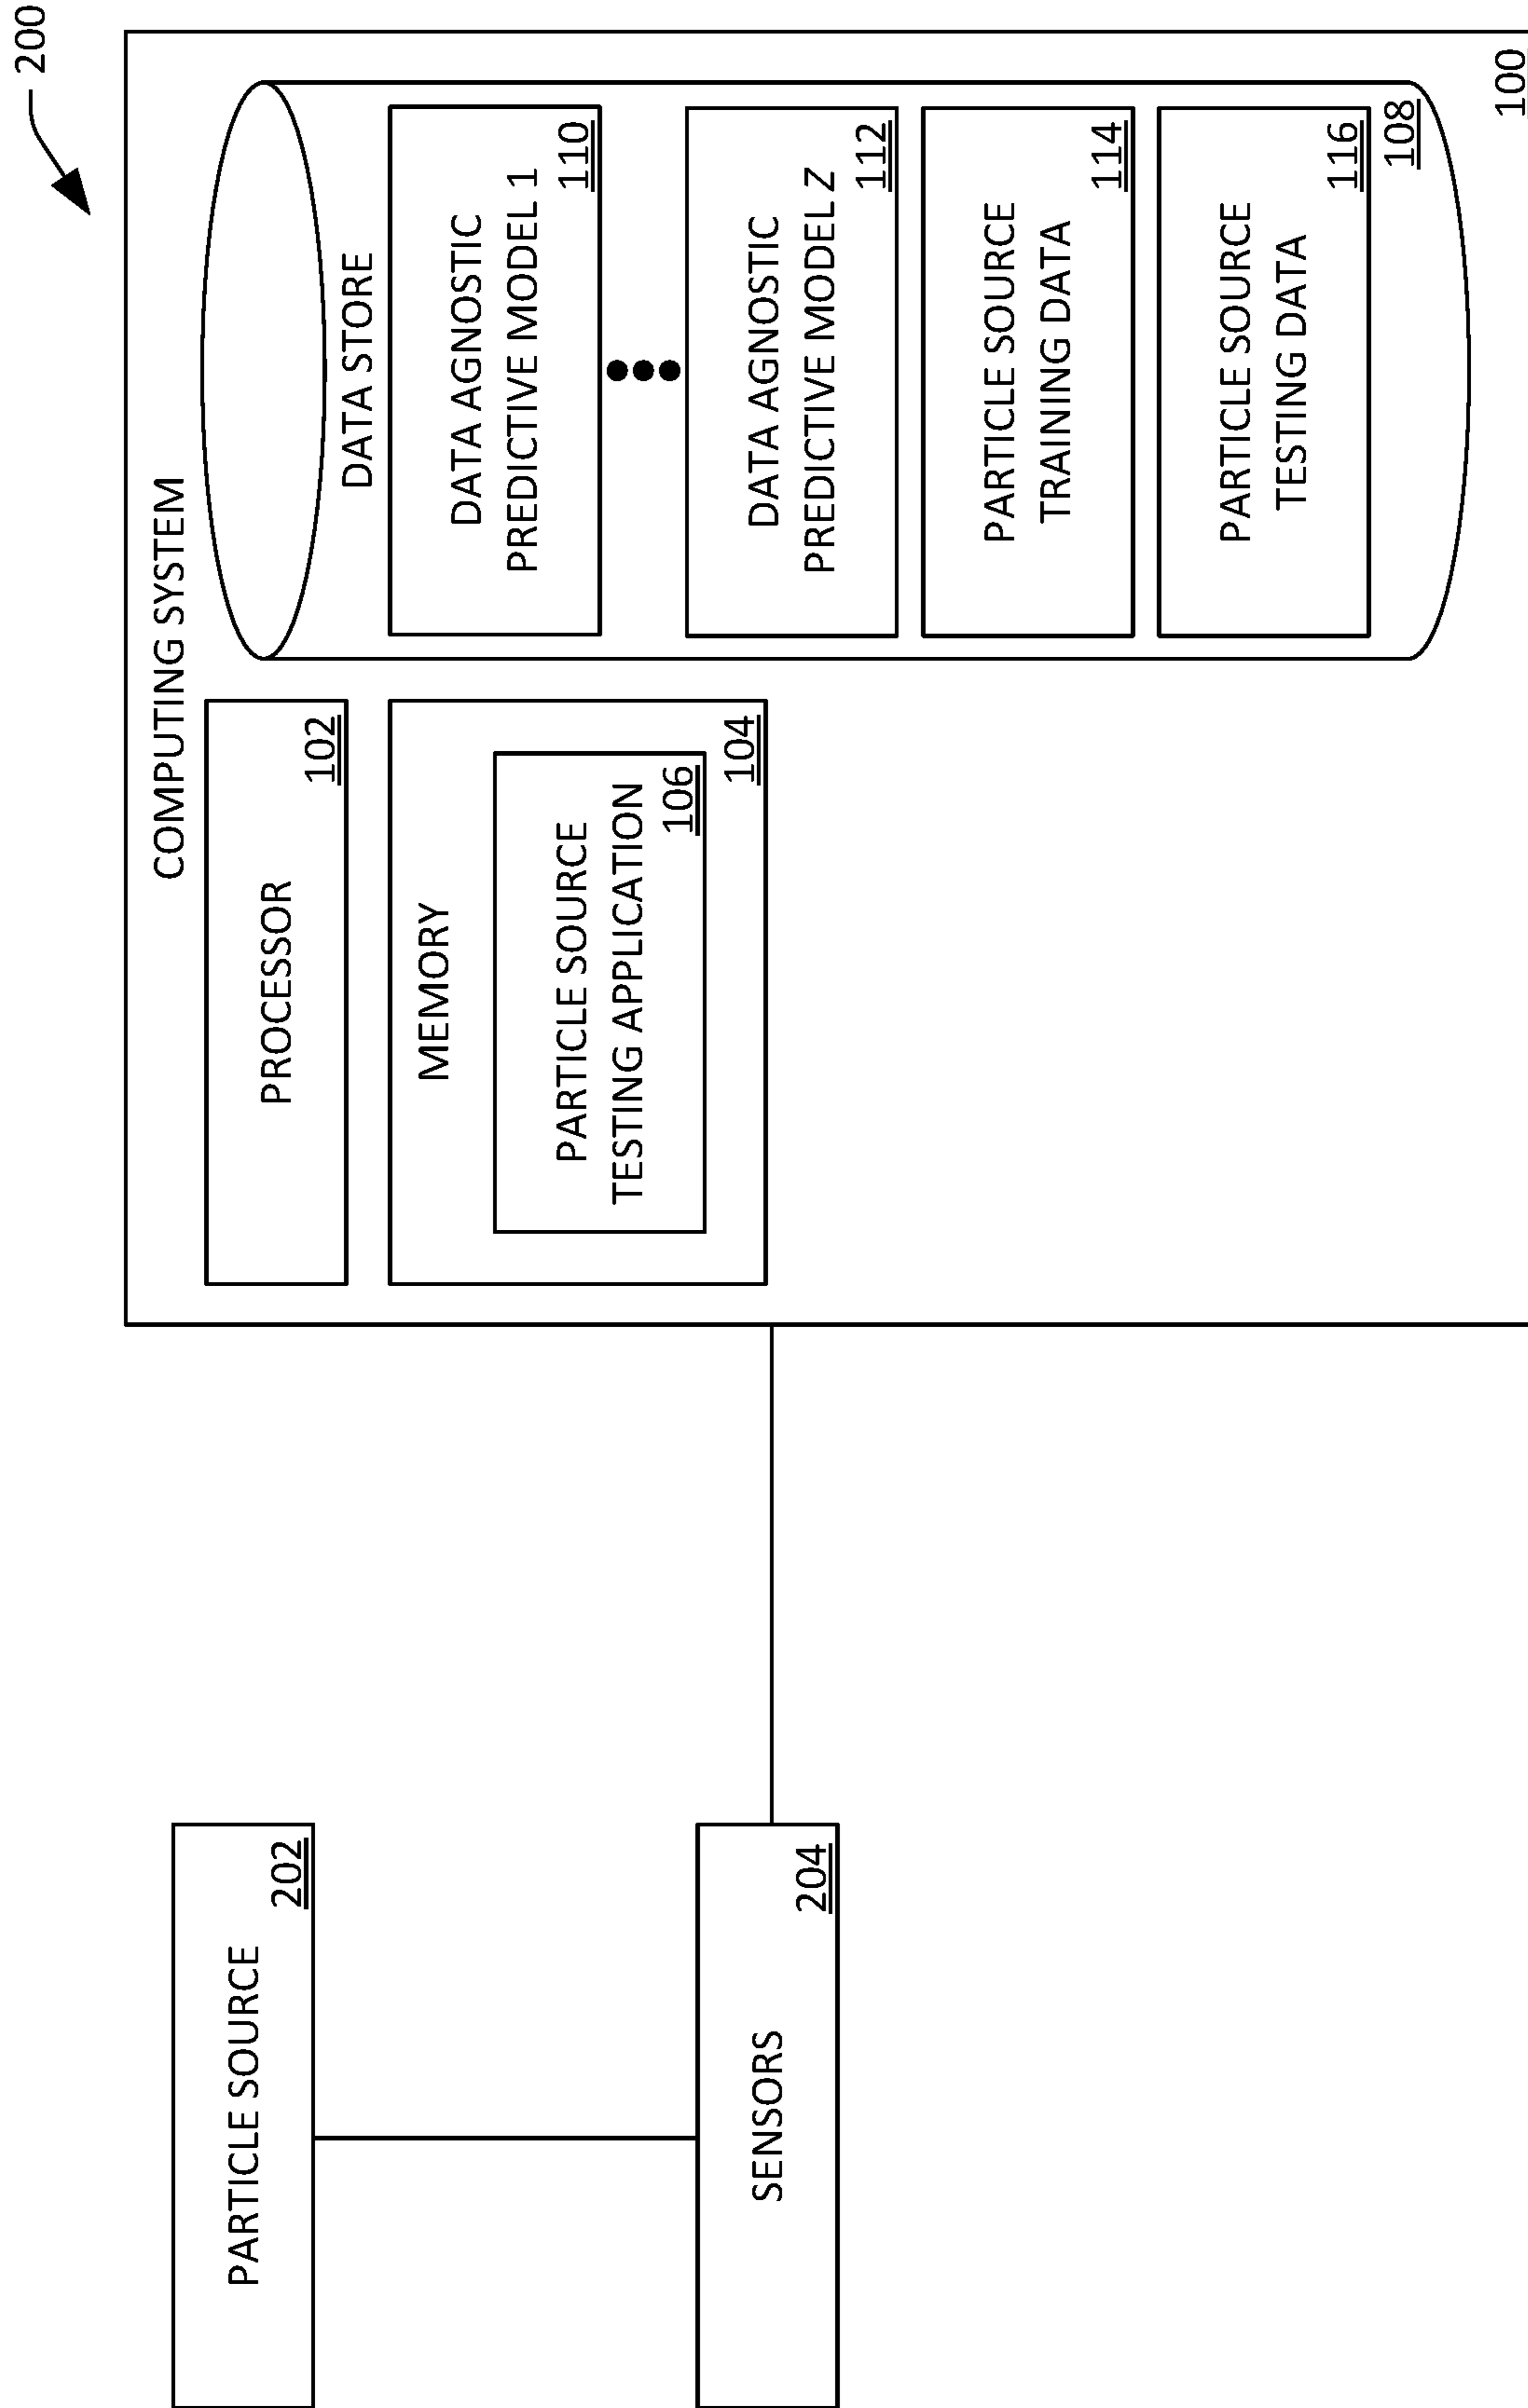 200
COMPUTING SYSTEM
PROCESSOR
102
MEMORY
PARTICLE SOURCE
TESTING APPLICATION
106
104
DATA STORE
DATA AGNOSTIC
PREDICTIVE MODEL 1
110
DATA AGNOSTIC
PREDICTIVE MODEL Z
112
PARTICLE SOURCE
TRAINING DATA
114
PARTICLE SOURCE
TESTING DATA
116
108
100
PARTICLE SOURCE
202
SENSORS
204